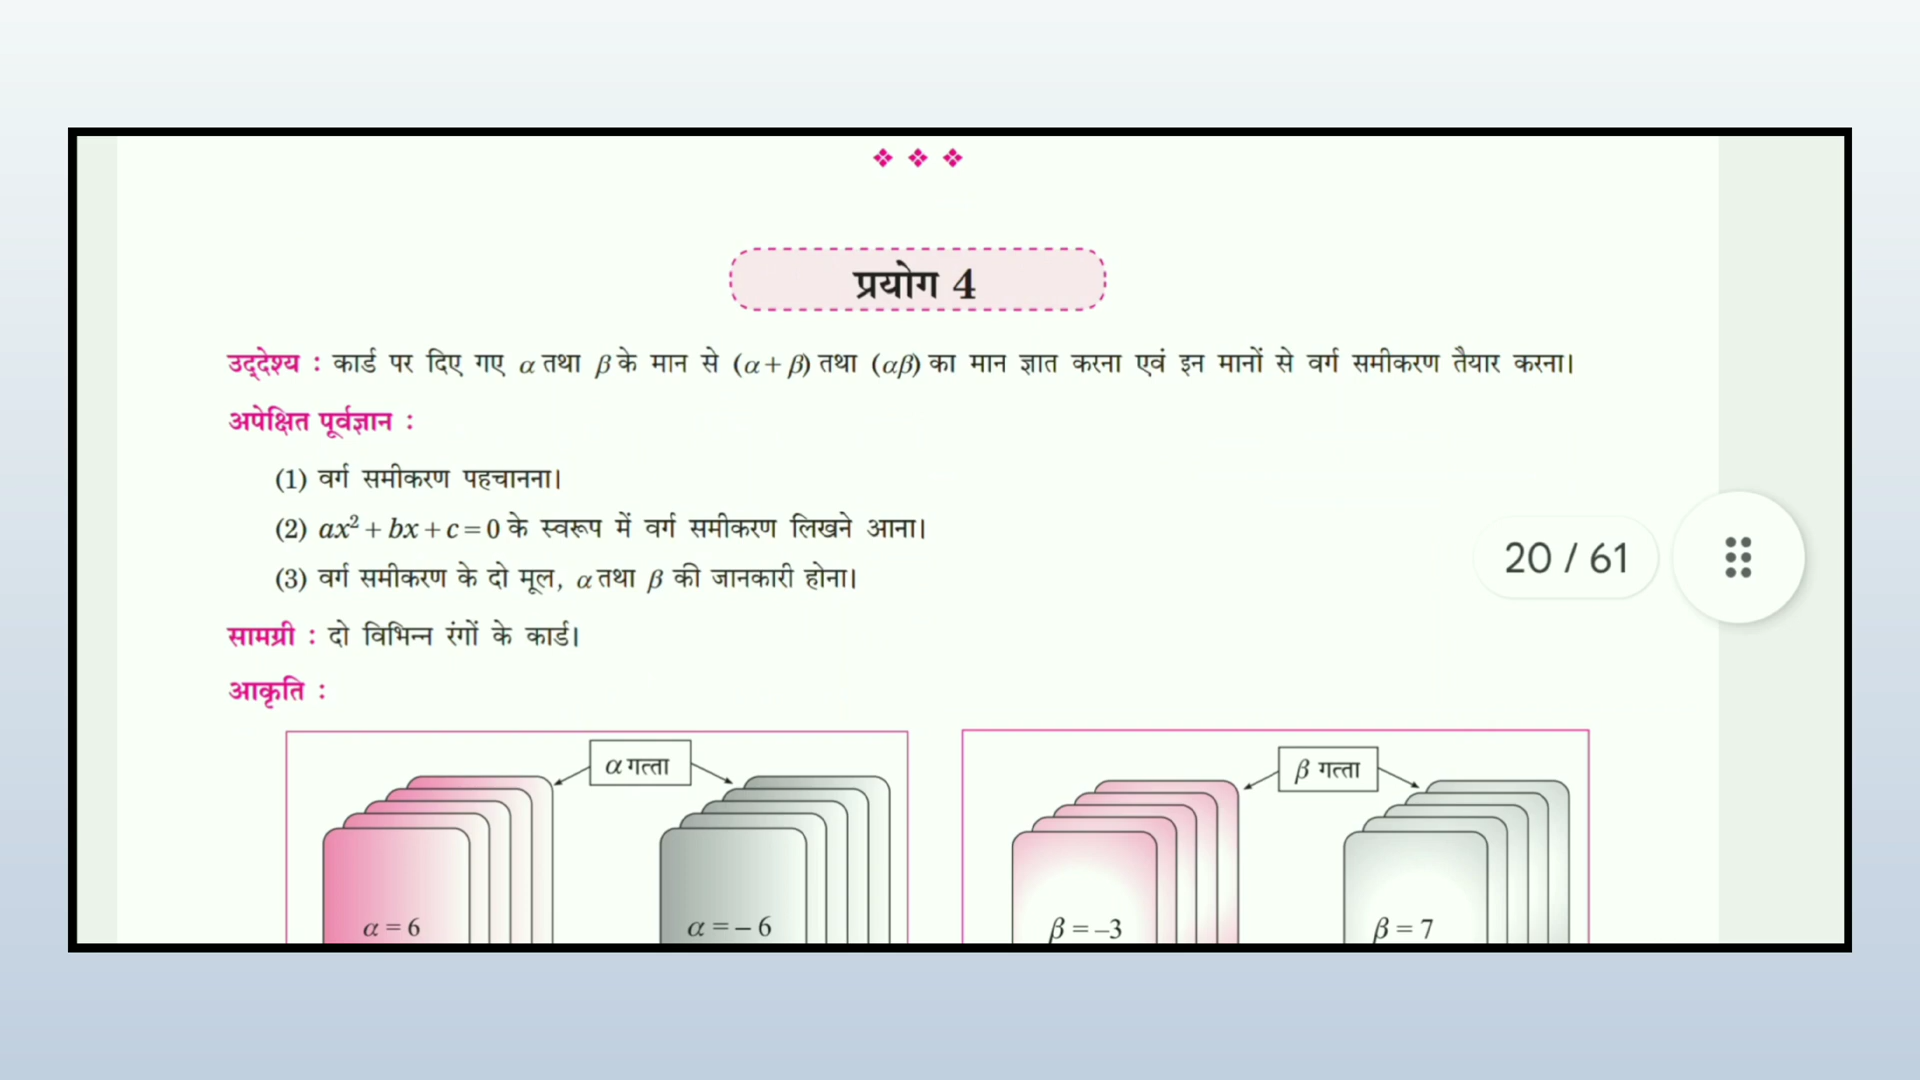 प्रयोग 4
उद्‌देश्य : कार्ड पर दिए गए α तथा β के मान से (α + β) तथा (αβ) का मान ज्ञात करना एवं इन मानों से वर्ग समीकरण तैयार करना।
अपेक्षित पूर्वज्ञान :
(1) वर्ग समीकरण पहचानना।
(2) ax² + bx + c = 0 के स्वरूप में वर्ग समीकरण लिखने आना।
(3) वर्ग समीकरण के दो मूल, α तथा β की जानकारी होना।
20 / 61
सामग्री : दो विभिन्न रंगों के कार्ड।
आकृति :
α गत्ता
β गत्ता
α = 6
α = – 6
β = –3
β = 7